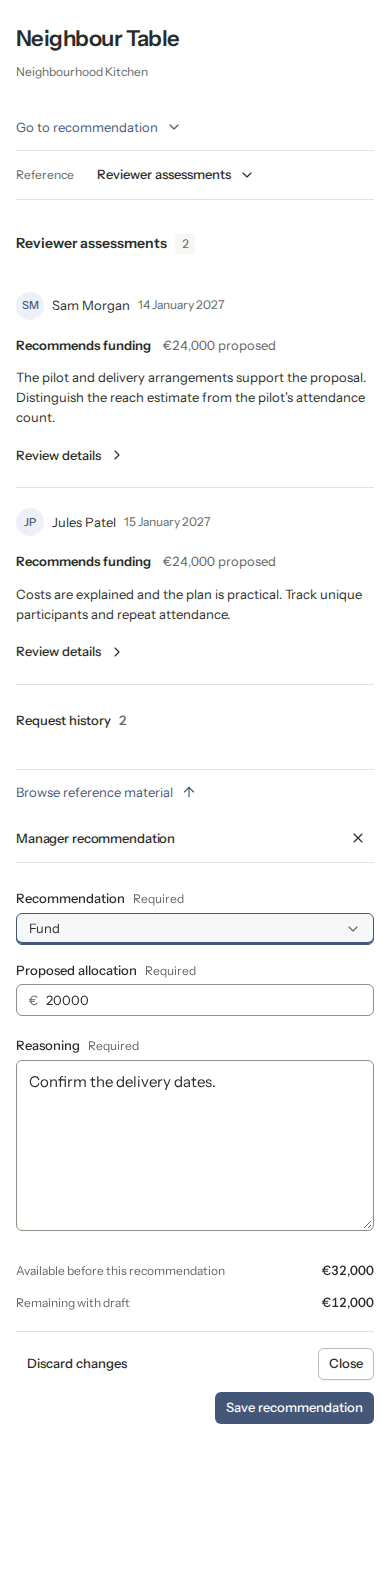 Neighbour Table
Neighbourhood Kitchen
Go to recommendation
Reference Reviewer assessments
Reviewer assessments 2
SM Sam Morgan 14 January 2027
Recommends funding €24,000 proposed
The pilot and delivery arrangements support the proposal.
Distinguish the reach estimate from the pilot's attendance
count.
Review details
JP Jules Patel 15 January 2027
Recommends funding €24,000 proposed
Costs are explained and the plan is practical. Track unique
participants and repeat attendance.
Review details
Request history 2
Browse reference material
Manager recommendation
Recommendation Required
Fund
Proposed allocation Required
€ 20000
Reasoning Required
Confirm the delivery dates.
Available before this recommendation €32,000
Remaining with draft €12,000
Discard changes Close
Save recommendation